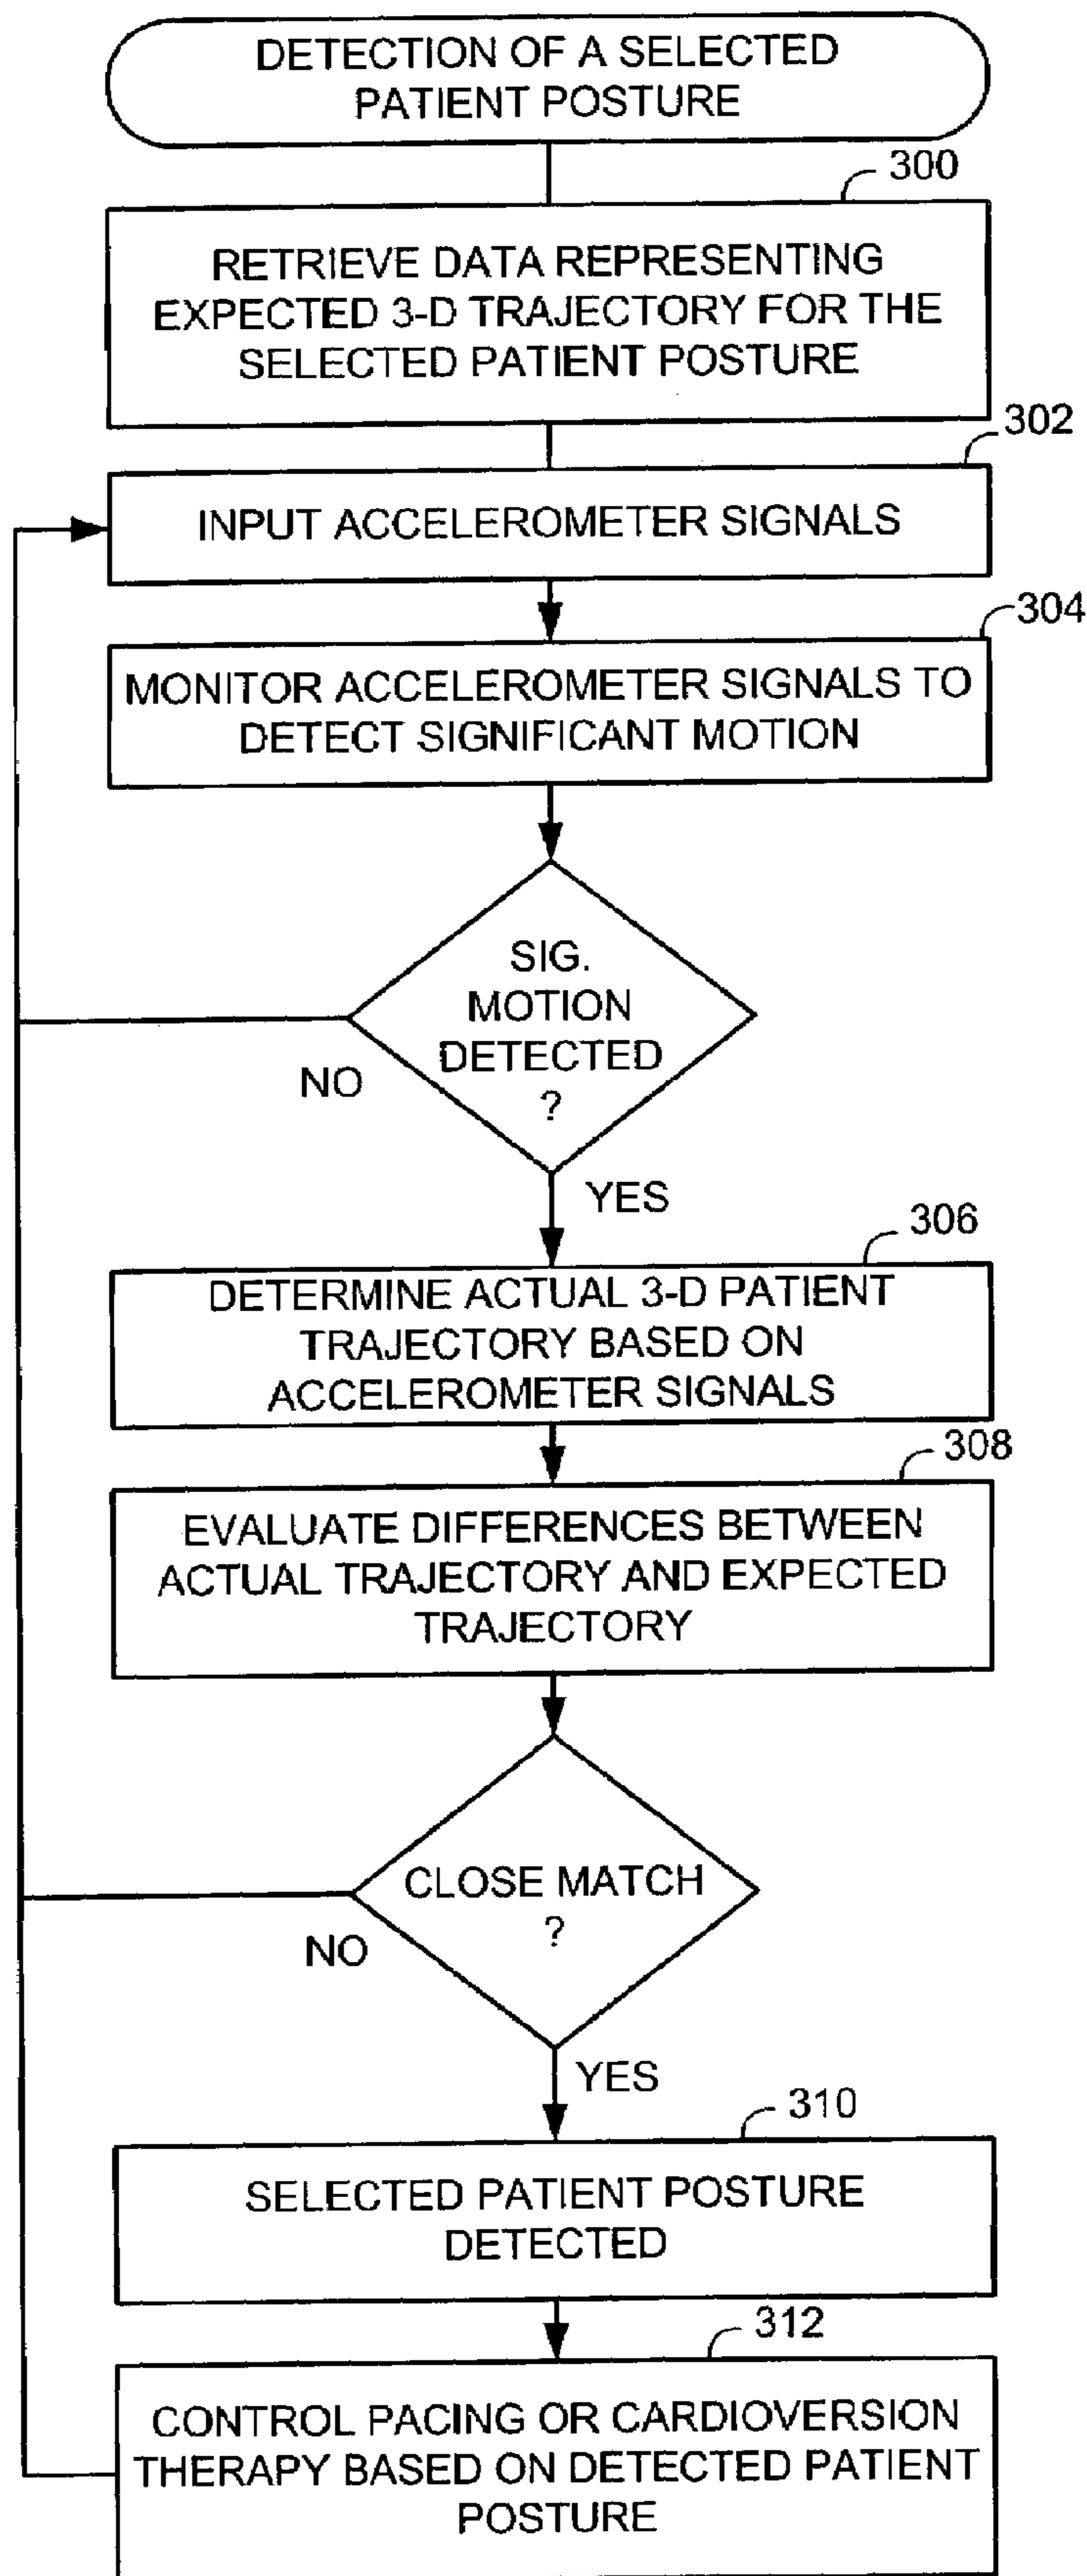 DETECTION OF A SELECTED
PATIENT POSTURE
300
RETRIEVE DATA REPRESENTING
EXPECTED 3-D TRAJECTORY FOR THE
SELECTED PATIENT POSTURE
302
INPUT ACCELEROMETER SIGNALS
304
MONITOR ACCELEROMETER SIGNALS TO
DETECT SIGNIFICANT MOTION
SIG.
MOTION
DETECTED
?
NO
YES
306
DETERMINE ACTUAL 3-D PATIENT
TRAJECTORY BASED ON
ACCELEROMETER SIGNALS
308
EVALUATE DIFFERENCES BETWEEN
ACTUAL TRAJECTORY AND EXPECTED
TRAJECTORY
CLOSE MATCH
?
NO
YES
310
SELECTED PATIENT POSTURE
DETECTED
312
CONTROL PACING OR CARDIOVERSION
THERAPY BASED ON DETECTED PATIENT
POSTURE